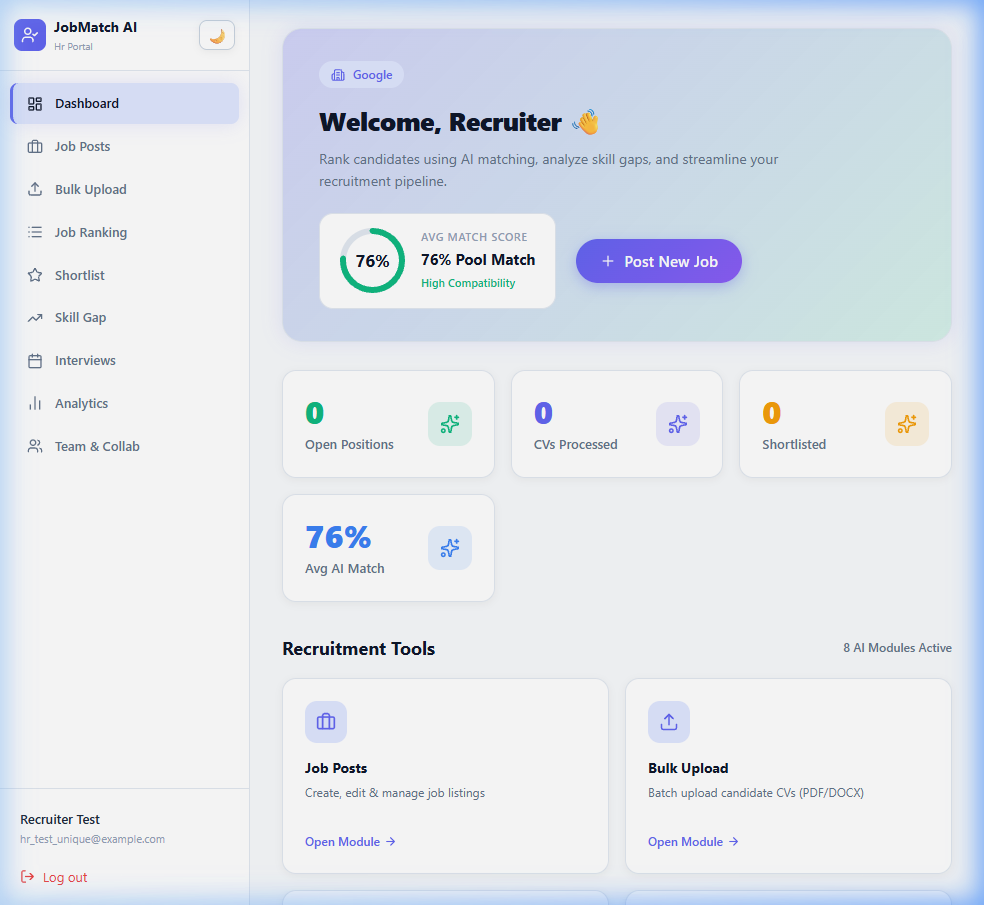 JobMatch AI
Hr Portal
Dashboard
Job Posts
Bulk Upload
Job Ranking
Shortlist
Skill Gap
Interviews
Analytics
Team & Collab
Recruiter Test
hr_test_unique@example.com
Log out
Google
Welcome, Recruiter 👋
Rank candidates using AI matching, analyze skill gaps, and streamline your
recruitment pipeline.
76%
AVG MATCH SCORE
76% Pool Match
High Compatibility
+ Post New Job
0
Open Positions
0
CVs Processed
0
Shortlisted
76%
Avg AI Match
Recruitment Tools
8 AI Modules Active
Job Posts
Create, edit & manage job listings
Open Module →
Bulk Upload
Batch upload candidate CVs (PDF/DOCX)
Open Module →